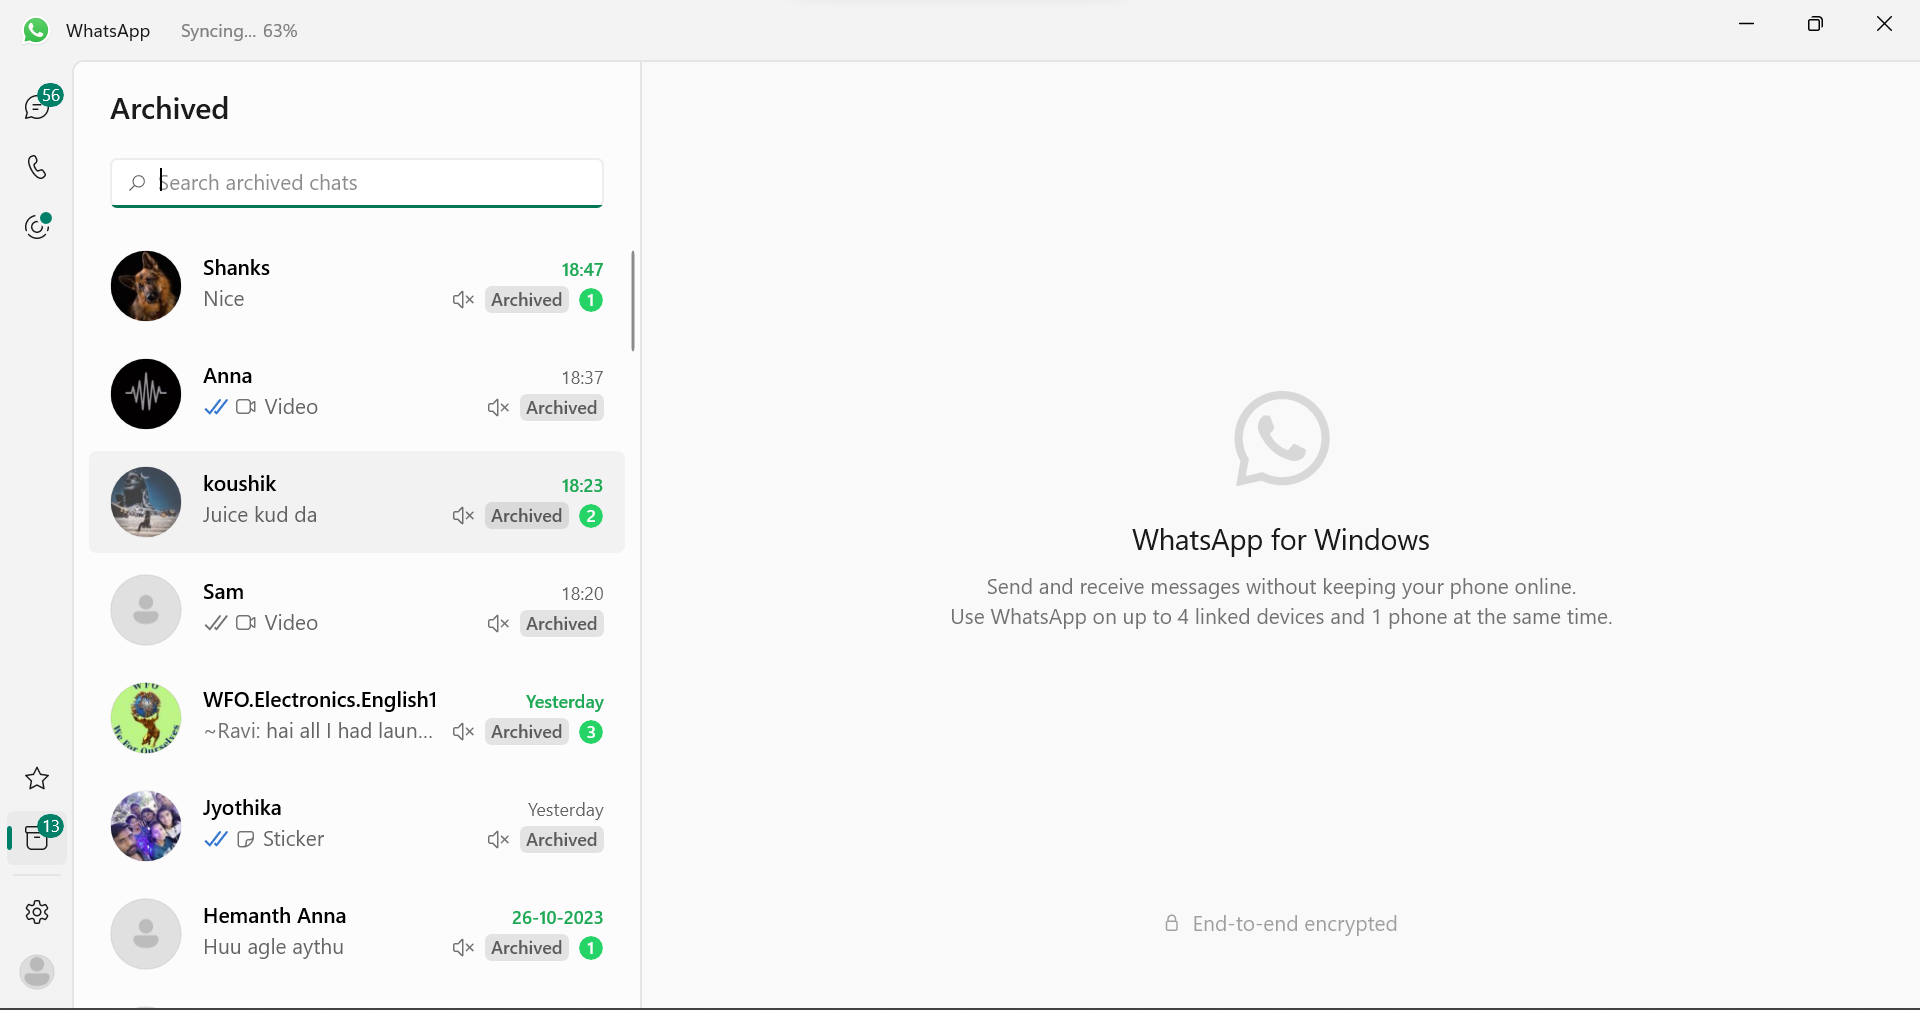 WhatsApp Syncing... 63%
56
Archived
Search archived chats
Shanks 18:47
Nice Archived 1
Anna 18:37
Video Archived
koushik 18:23
Juice kud da Archived 2
Sam 18:20
Video Archived
WFO.Electronics.English1 Yesterday
~Ravi: hai all I had laun... Archived 3
WFO
We For Ourselves
Jyothika Yesterday
Sticker Archived
13
Hemanth Anna 26-10-2023
Huu agle aythu Archived 1
WhatsApp for Windows
Send and receive messages without keeping your phone online.
Use WhatsApp on up to 4 linked devices and 1 phone at the same time.
End-to-end encrypted